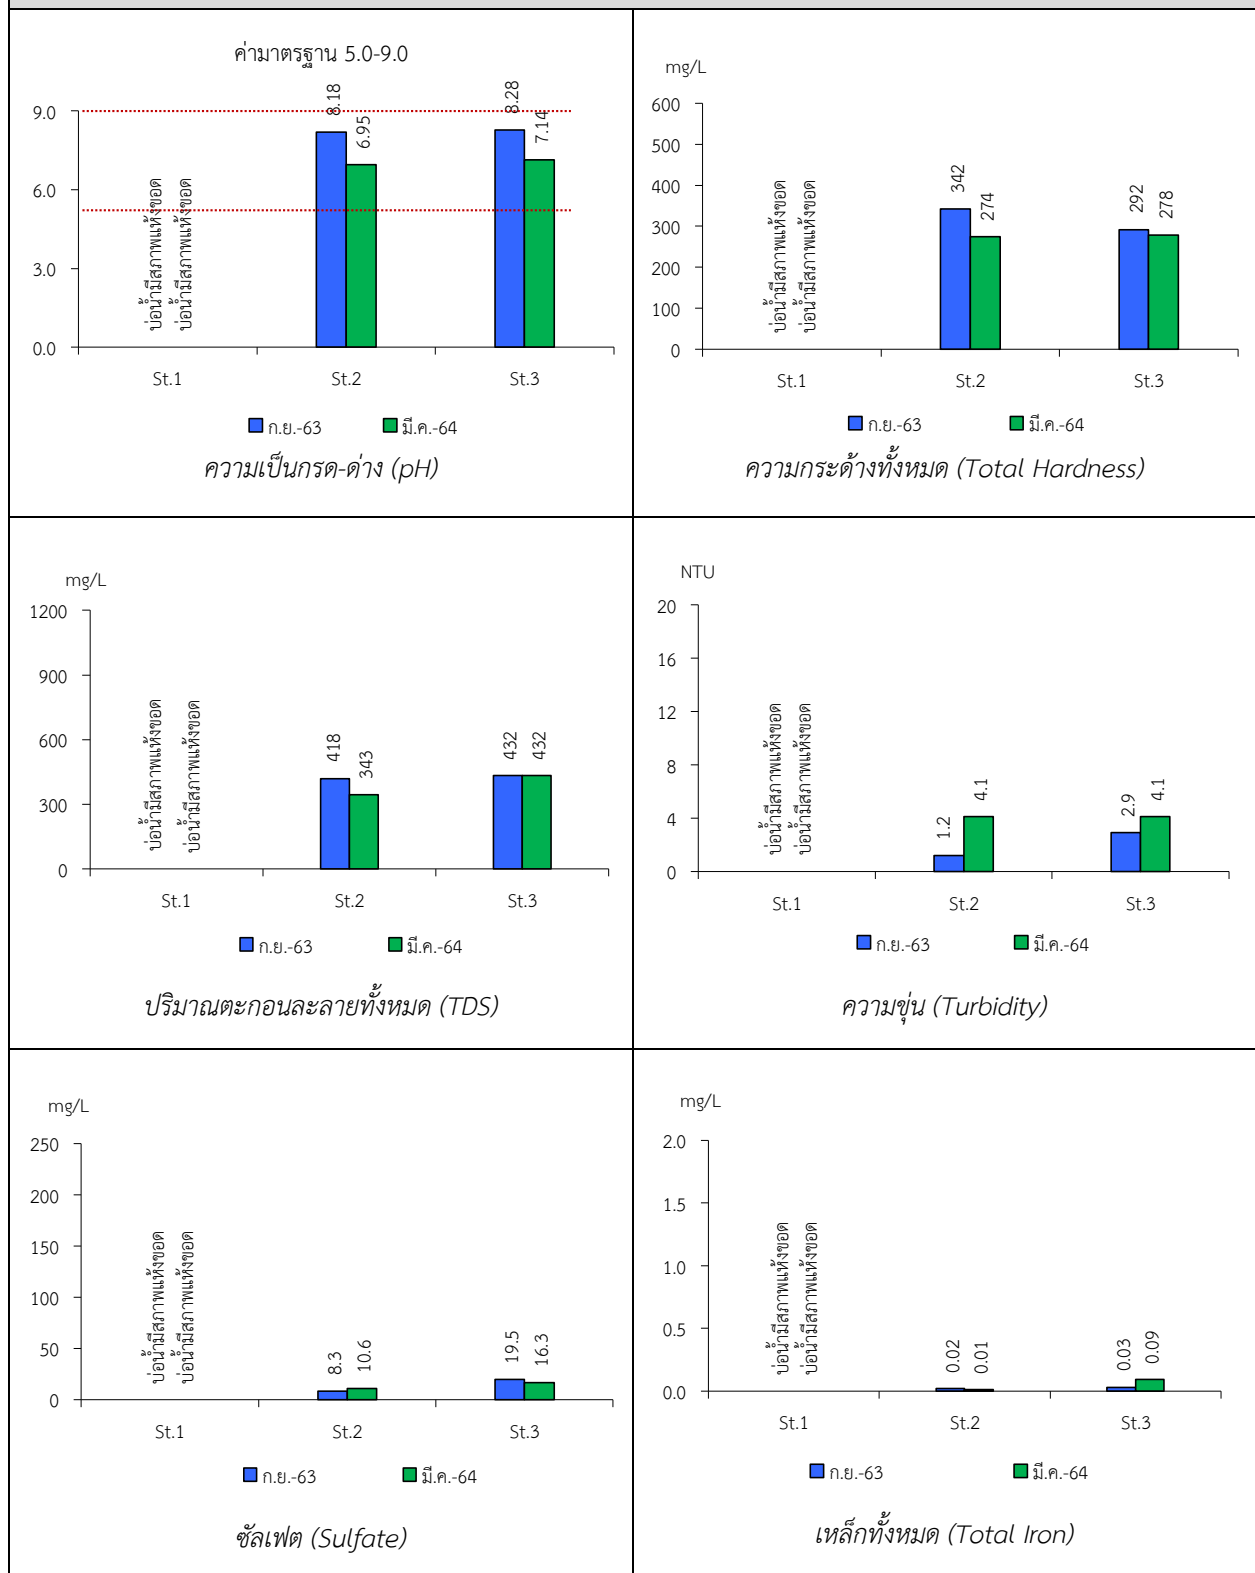 ค่ามาตรฐาน 5.0-9.0
9.0
6.0
3.0
0.0
บ่อน้ำมีสภาพแห้งขอด
บ่อน้ำมีสภาพแห้งขอด
8.18
6.95
8.28
7.14
St.1 St.2 St.3
ก.ย.-63 มี.ค.-64
ความเป็นกรด-ด่าง (pH)
mg/L
600
500
400
300
200
100
0
บ่อน้ำมีสภาพแห้งขอด
บ่อน้ำมีสภาพแห้งขอด
342
274
292
278
St.1 St.2 St.3
ก.ย.-63 มี.ค.-64
ความกระด้างทั้งหมด (Total Hardness)
mg/L
1200
900
600
300
0
บ่อน้ำมีสภาพแห้งขอด
บ่อน้ำมีสภาพแห้งขอด
418
343
432
432
St.1 St.2 St.3
ก.ย.-63 มี.ค.-64
ปริมาณตะกอนละลายทั้งหมด (TDS)
NTU
20
16
12
8
4
0
บ่อน้ำมีสภาพแห้งขอด
บ่อน้ำมีสภาพแห้งขอด
1.2
4.1
2.9
4.1
St.1 St.2 St.3
ก.ย.-63 มี.ค.-64
ความขุ่น (Turbidity)
mg/L
250
200
150
100
50
0
บ่อน้ำมีสภาพแห้งขอด
บ่อน้ำมีสภาพแห้งขอด
8.3
10.6
19.5
16.3
St.1 St.2 St.3
ก.ย.-63 มี.ค.-64
ซัลเฟต (Sulfate)
mg/L
2.0
1.5
1.0
0.5
0.0
บ่อน้ำมีสภาพแห้งขอด
บ่อน้ำมีสภาพแห้งขอด
0.02
0.01
0.03
0.09
St.1 St.2 St.3
ก.ย.-63 มี.ค.-64
เหล็กทั้งหมด (Total Iron)